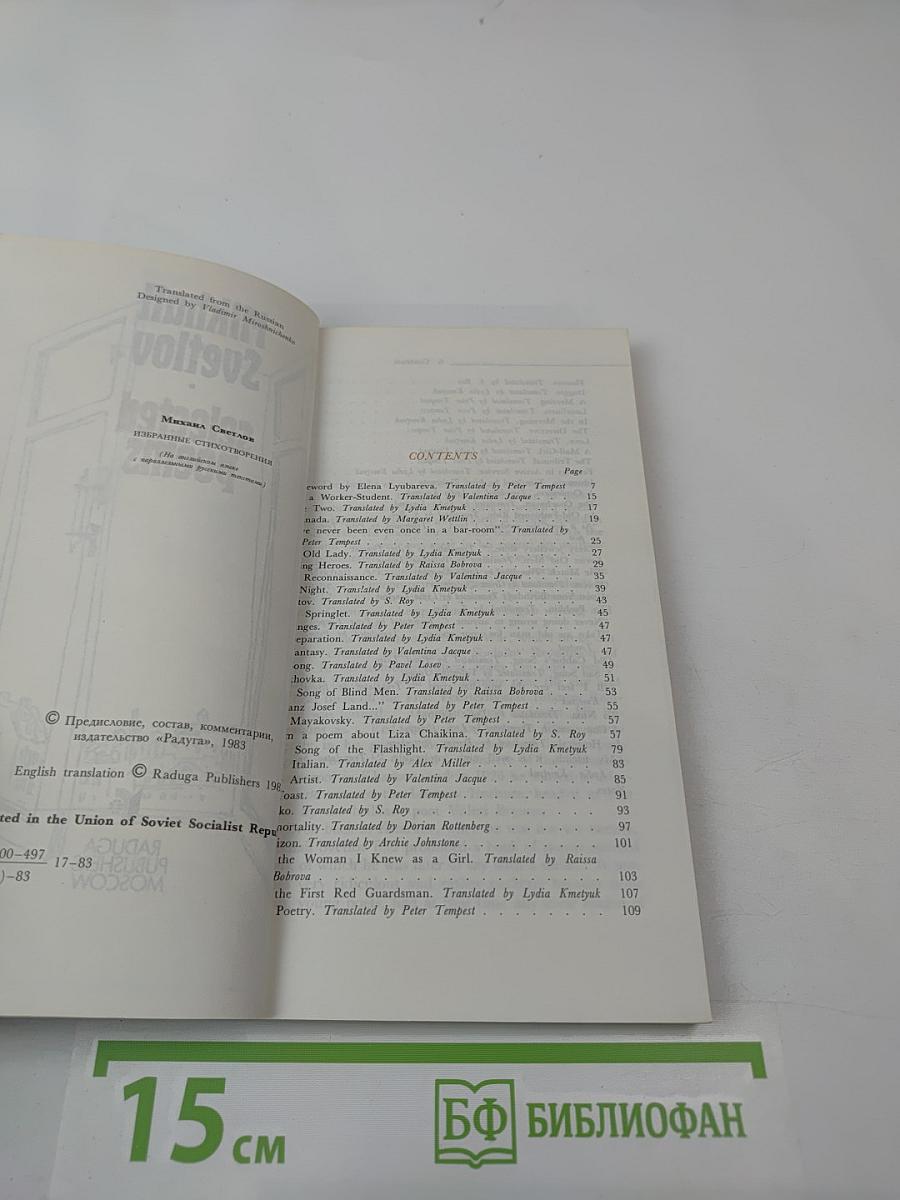 Translated from the Russian
Designed by Vladimir Miroshnichenko
Михаил Светлов
ИЗБРАННЫЕ СТИХОТВОРЕНИЯ
(На английском языке
с параллельными русскими текстами)
© Предисловие, состав, комментарии,
издательство «Радуга», 1983
English translation © Raduga Publishers 198
ted in the Union of Soviet Socialist Repu
00–497
17–83
)–83
CONTENTS
Page
eword by Elena Lyubareva. Translated by Peter Tempest 7
a Worker-Student. Translated by Valentina Jacque . . . 15
Two. Translated by Lydia Kmetyuk . . . . . . . 17
nada. Translated by Margaret Wettlin . . . . . . . 19
e never been even once in a bar-room". Translated by
Peter Tempest . . . . . . . . . . . . . . 25
Old Lady. Translated by Lydia Kmetyuk . . . . . . 27
ng Heroes. Translated by Raissa Bobrova . . . . . . 29
Reconnaissance. Translated by Valentina Jacque . . . . 35
Night. Translated by Lydia Kmetyuk . . . . . . . 39
tov. Translated by S. Roy . . . . . . . . . . 43
Springlet. Translated by Lydia Kmetyuk . . . . . . 45
nges. Translated by Peter Tempest . . . . . . . . 47
eparation. Translated by Lydia Kmetyuk . . . . . . 47
antasy. Translated by Valentina Jacque . . . . . . . 47
ong. Translated by Pavel Losev . . . . . . . . . 49
hovka. Translated by Lydia Kmetyuk . . . . . . . 51
Song of Blind Men. Translated by Raissa Bobrova . . . 53
anz Josef Land..." Translated by Peter Tempest . . . . 55
Mayakovsky. Translated by Peter Tempest . . . . . . 57
m a poem about Liza Chaikina. Translated by S. Roy 57
Song of the Flashlight. Translated by Lydia Kmetyuk 79
Italian. Translated by Alex Miller . . . . . . . . 83
Artist. Translated by Valentina Jacque . . . . . . . 85
oast. Translated by Peter Tempest . . . . . . . . 91
ko. Translated by S. Roy . . . . . . . . . . . 93
mortality. Translated by Dorian Rottenberg . . . . . . . 97
izon. Translated by Archie Johnstone . . . . . . . . 101
the Woman I Knew as a Girl. Translated by Raissa
Bobrova . . . . . . . . . . . . . . . . 103
the First Red Guardsman. Translated by Lydia Kmetyuk 107
Poetry. Translated by Peter Tempest . . . . . . . . 109
15 см
БФ БИБЛИОФАН